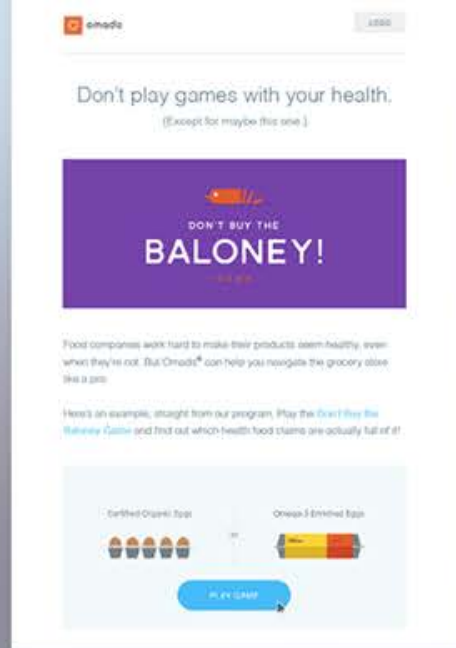 omada
LOGO
Don't play games with your health.
(Except for maybe this one.)
DON'T BUY THE
BALONEY!
GAME
Food companies work hard to make their products seem healthy, even
when they're not. But Omada® can help you navigate the grocery store
like a pro.
Here's an example, straight from our program. Play the Don't Buy the
Baloney Game and find out which health food claims are actually full of it!
Certified Organic Eggs
or
Omega-3 Enriched Eggs
PLAY GAME